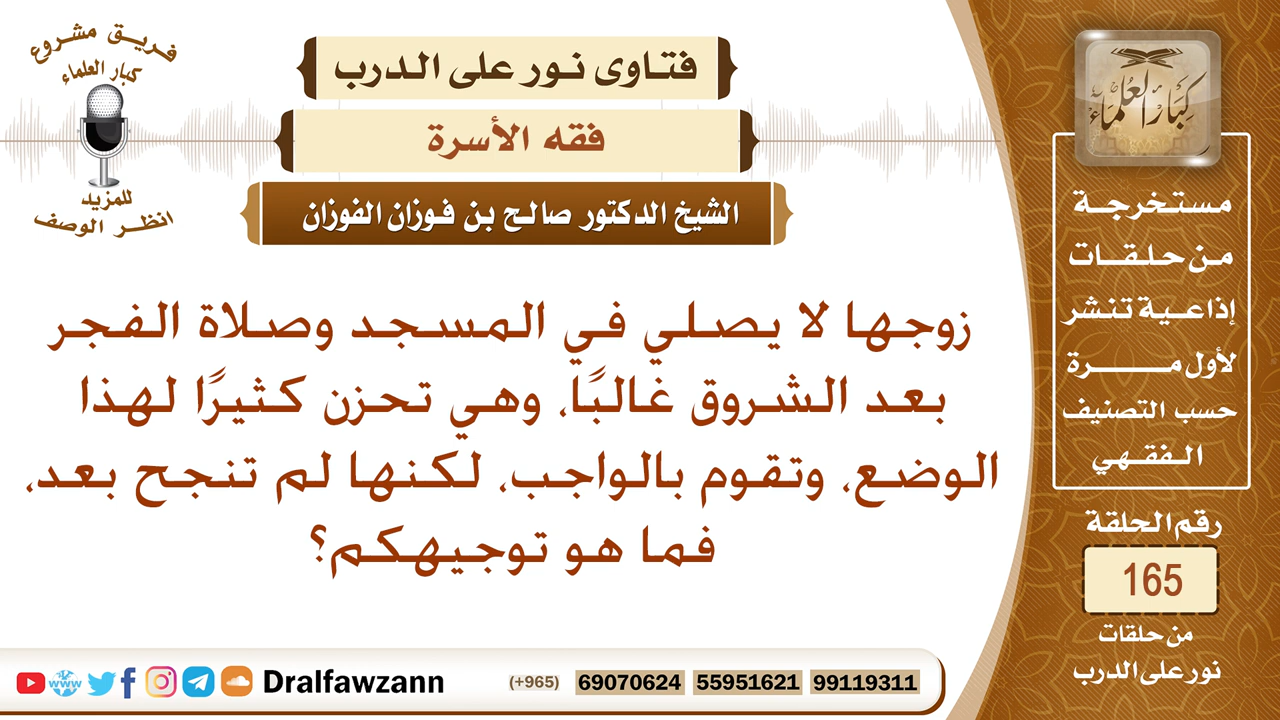 فريق مشروع
كبار العلماء
للمزيد
انظر الوصف
فتاوى نور على الدرب
فقه الأسرة
الشيخ الدكتور صالح بن فوزان الفوزان
زوجها لا يصلي في المسجد وصلاة الفجر
بعد الشروق غالبًا، وهي تحزن كثيرًا لهذا
الوضع، وتقوم بالواجب، لكنها لم تنجح بعد،
فما هو توجيهكم؟
كبار العلماء
مستخرجة
من حلقات
إذاعية تنشر
لأول مرة
حسب التصنيف
الفقهي
رقم الحلقة
165
من حلقات
نور على الدرب
www Dralfawzann (+965) 69070624 55951621 99119311